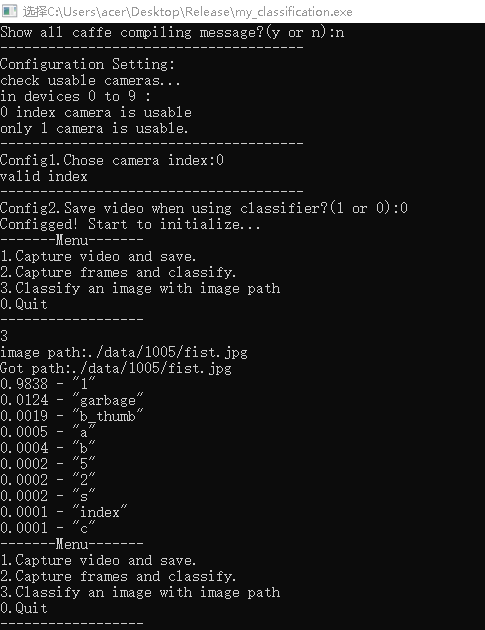 选择C:\Users\acer\Desktop\Release\my_classification.exe
Show all caffe compiling message?(y or n):n
--------------------------------------
Configuration Setting:
check usable cameras...
in devices 0 to 9 :
0 index camera is usable
only 1 camera is usable.
--------------------------------------
Config1.Chose camera index:0
valid index
--------------------------------------
Config2.Save video when using classifier?(1 or 0):0
Configged! Start to initialize...
-------Menu-------
1.Capture video and save.
2.Capture frames and classify.
3.Classify an image with image path
0.Quit
------------------
3
image path:./data/1005/fist.jpg
Got path:./data/1005/fist.jpg
0.9838 - "1"
0.0124 - "garbage"
0.0019 - "b_thumb"
0.0005 - "a"
0.0004 - "b"
0.0002 - "5"
0.0002 - "2"
0.0002 - "s"
0.0001 - "index"
0.0001 - "c"
-------Menu-------
1.Capture video and save.
2.Capture frames and classify.
3.Classify an image with image path
0.Quit
------------------